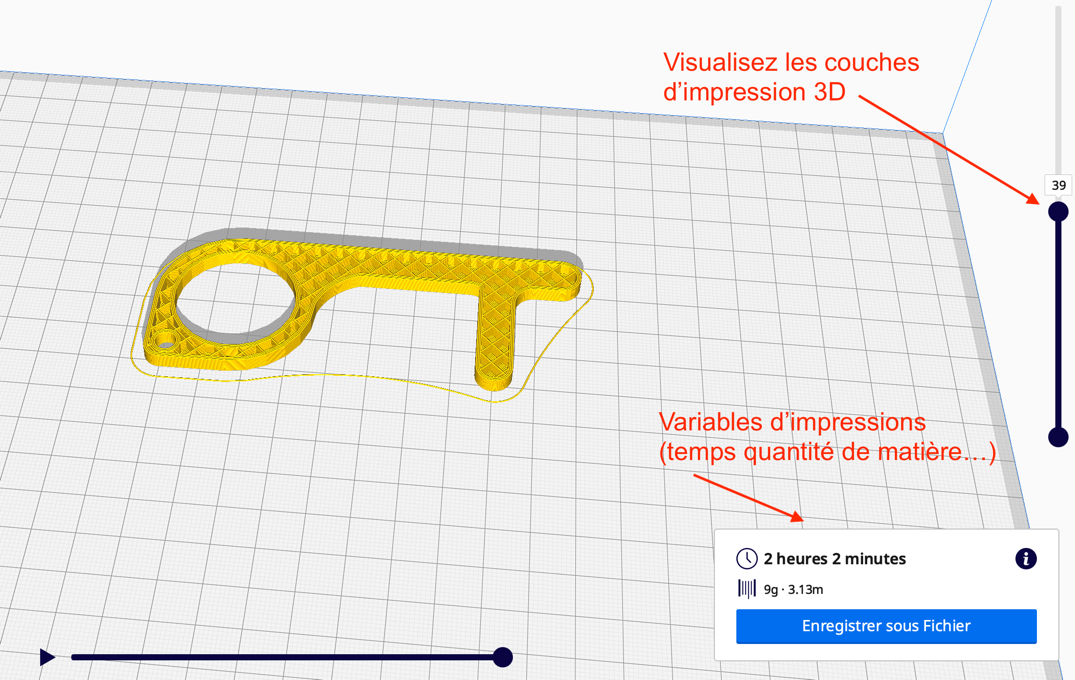 Visualisez les couches
d’impression 3D
39
Variables d’impressions
(temps quantité de matière…)
2 heures 2 minutes
i
9g · 3.13m
Enregistrer sous Fichier